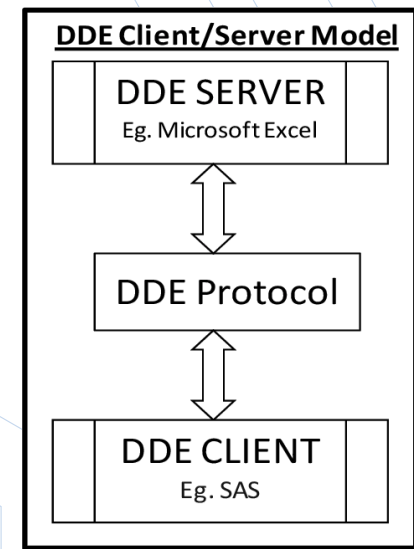 DDE Client/Server Model
DDE SERVER
Eg. Microsoft Excel
DDE Protocol
DDE CLIENT
Eg. SAS